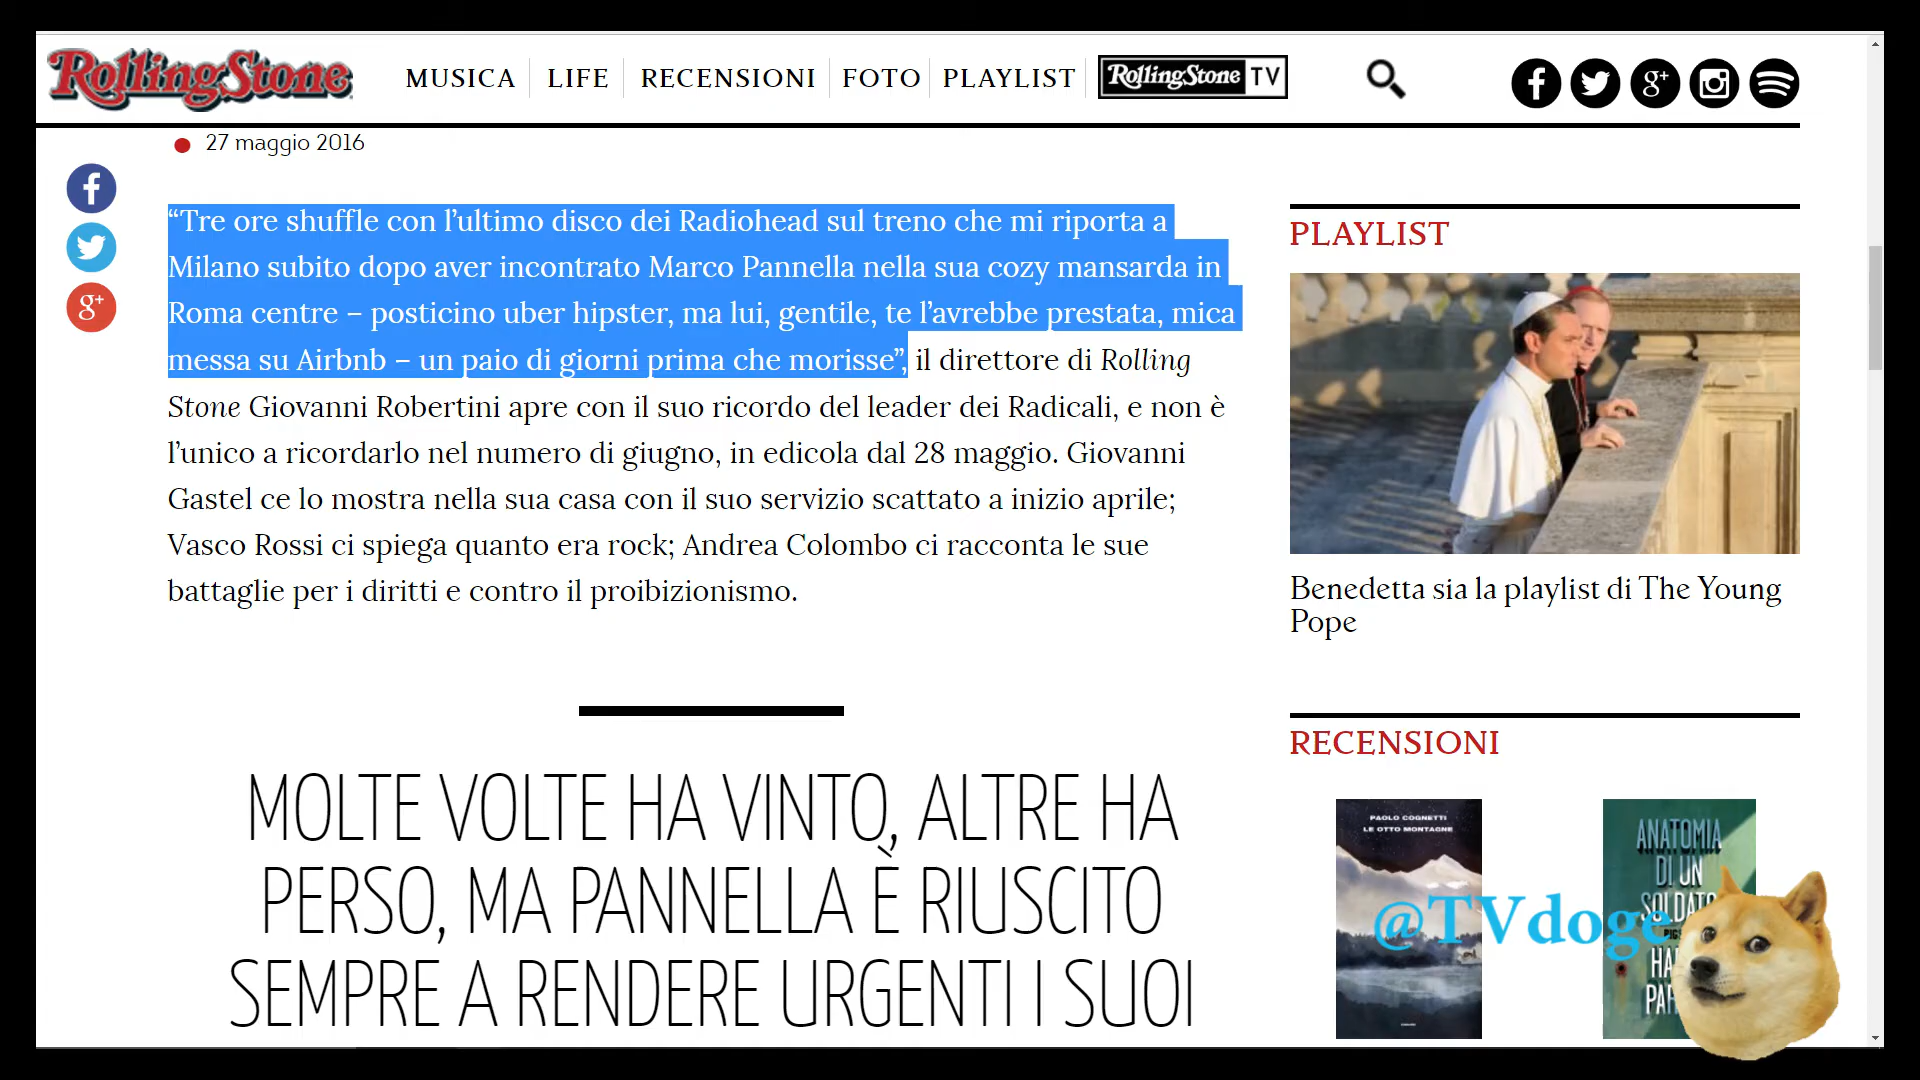 RollingStone
MUSICA
LIFE
RECENSIONI
FOTO
PLAYLIST
RollingStone TV
27 maggio 2016
“Tre ore shuffle con l’ultimo disco dei Radiohead sul treno che mi riporta a
Milano subito dopo aver incontrato Marco Pannella nella sua cozy mansarda in
Roma centre – posticino uber hipster, ma lui, gentile, te l’avrebbe prestata, mica
messa su Airbnb – un paio di giorni prima che morisse”, il direttore di Rolling
Stone Giovanni Robertini apre con il suo ricordo del leader dei Radicali, e non è
l’unico a ricordarlo nel numero di giugno, in edicola dal 28 maggio. Giovanni
Gastel ce lo mostra nella sua casa con il suo servizio scattato a inizio aprile;
Vasco Rossi ci spiega quanto era rock; Andrea Colombo ci racconta le sue
battaglie per i diritti e contro il proibizionismo.
MOLTE VOLTE HA VINTO, ALTRE HA
PERSO, MA PANNELLA È RIUSCITO
SEMPRE A RENDERE URGENTI I SUOI
PLAYLIST
Benedetta sia la playlist di The Young
Pope
RECENSIONI
PAOLO COGNETTI
LE OTTO MONTAGNE
ANATOMIA
DI UN
SOLDATO
@TVdoge